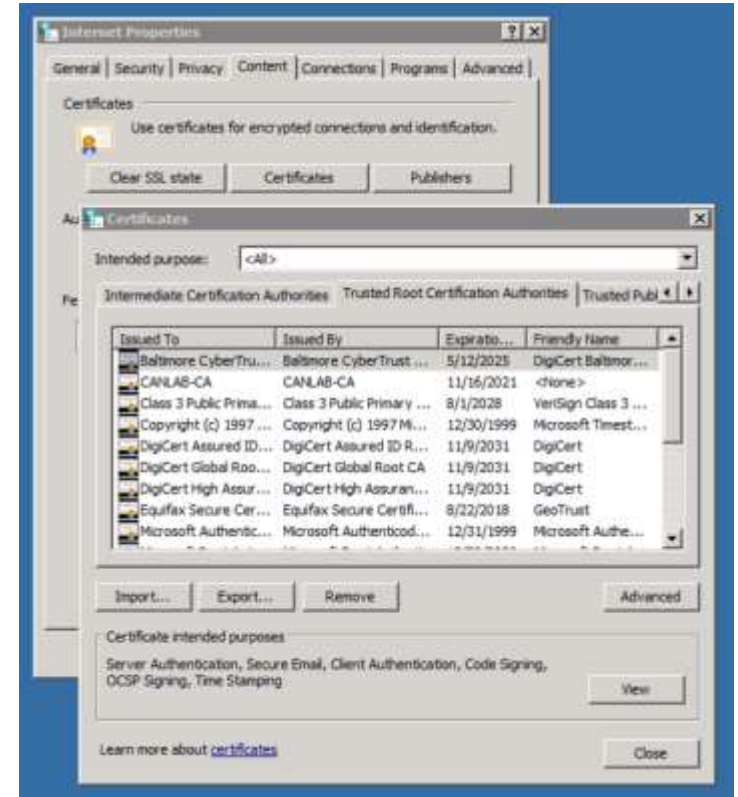 Internet Properties
General Security Privacy Content Connections Programs Advanced
Certificates
Use certificates for encrypted connections and identification.
Clear SSL state Certificates Publishers
Au
Certificates
Intended purpose: <All>
Fe
Intermediate Certification Authorities Trusted Root Certification Authorities Trusted Publ
Issued To Issued By Expiratio... Friendly Name
Baltimore CyberTru... Baltimore CyberTrust ... 5/12/2025 DigiCert Baltimor...
CANLAB-CA CANLAB-CA 11/16/2021 <None>
Class 3 Public Prima... Class 3 Public Primary ... 8/1/2028 VeriSign Class 3 ...
Copyright (c) 1997 ... Copyright (c) 1997 Mi... 12/30/1999 Microsoft Timest...
DigiCert Assured ID... DigiCert Assured ID R... 11/9/2031 DigiCert
DigiCert Global Roo... DigiCert Global Root CA 11/9/2031 DigiCert
DigiCert High Assur... DigiCert High Assuran... 11/9/2031 DigiCert
Equifax Secure Cer... Equifax Secure Certifi... 8/22/2018 GeoTrust
Microsoft Authentic... Microsoft Authenticod... 12/31/1999 Microsoft Authe...
Import... Export... Remove Advanced
Certificate intended purposes
Server Authentication, Secure Email, Client Authentication, Code Signing,
OCSP Signing, Time Stamping
View
Learn more about certificates
Close